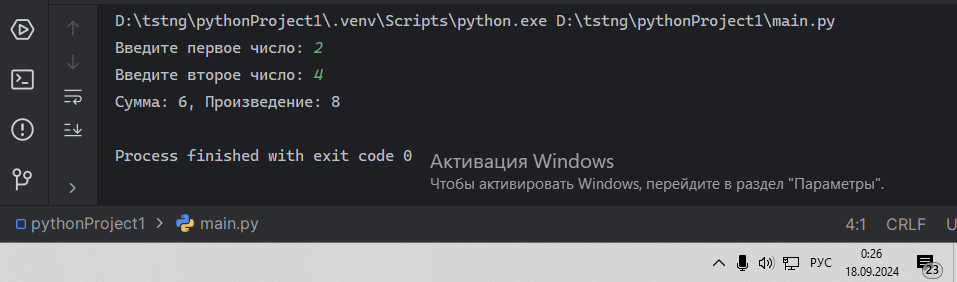 D:\tstng\pythonProject1\.venv\Scripts\python.exe D:\tstng\pythonProject1\main.py
Введите первое число: 2
Введите второе число: 4
Сумма: 6, Произведение: 8
Process finished with exit code 0
Активация Windows
Чтобы активировать Windows, перейдите в раздел "Параметры".
pythonProject1 > main.py 4:1 CRLF U
РУС 0:26
18.09.2024 23